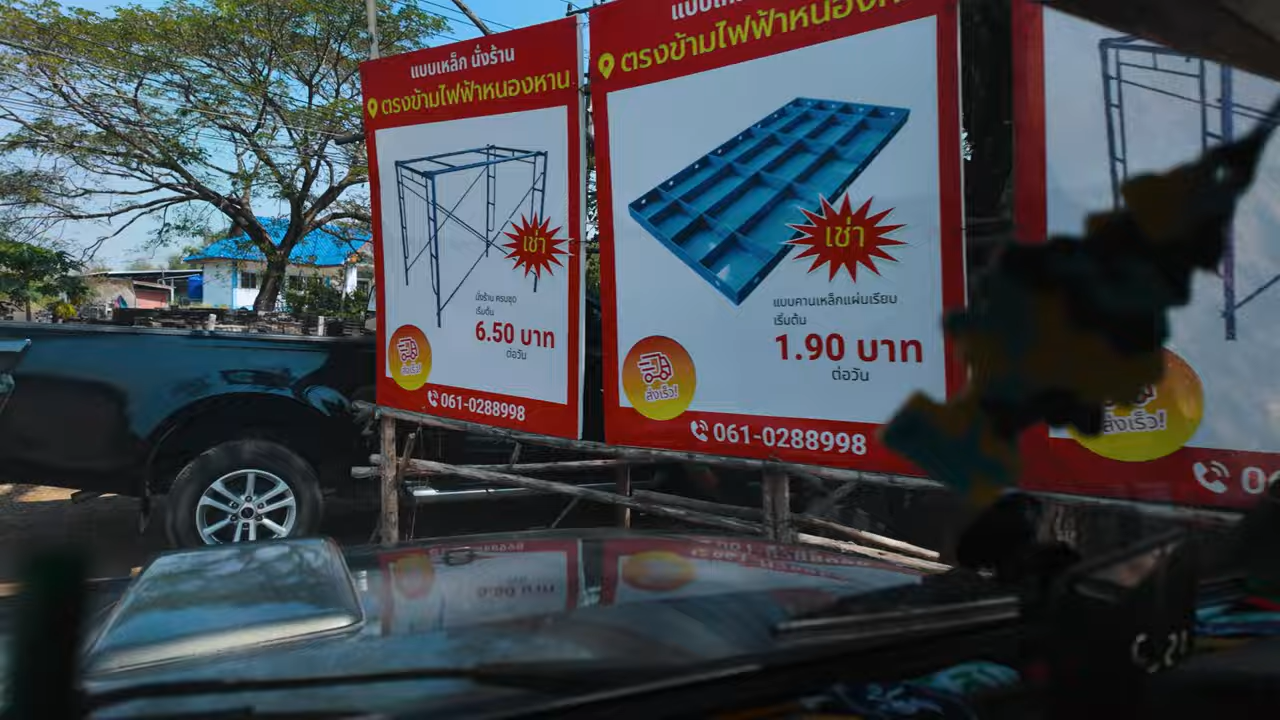 แบบเหล็ก นั่งร้าน
ตรงข้ามไฟฟ้าหนองหาน
เช่า
นั่งร้าน ครบชุด
เริ่มต้น
6.50 บาท
ต่อวัน
ส่งเร็ว!
061-0288998
ตรงข้ามไฟฟ้าหนองหา
เช่า
แบบคานเหล็กแผ่นเรียบ
เริ่มต้น
1.90 บาท
ต่อวัน
ส่งเร็ว!
061-0288998
ส่งเร็ว!